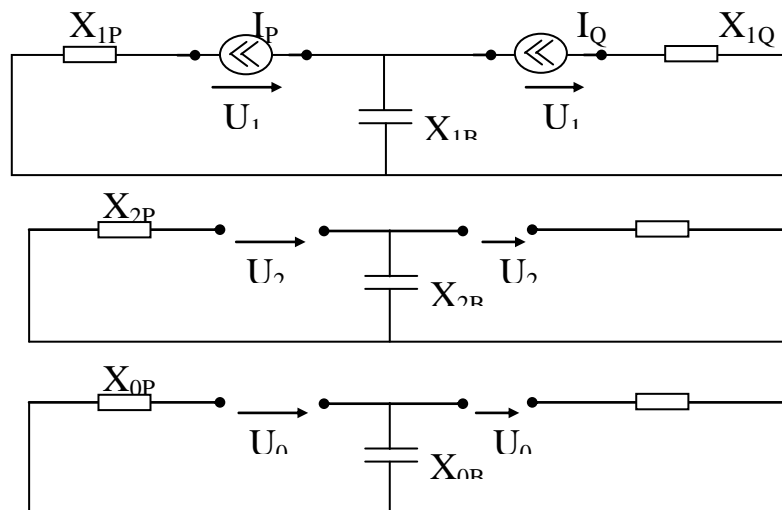 X1P IP IQ X1Q
U1 X1B U1
X2P
U2 X2B U2
X0P
U0 X0B U0